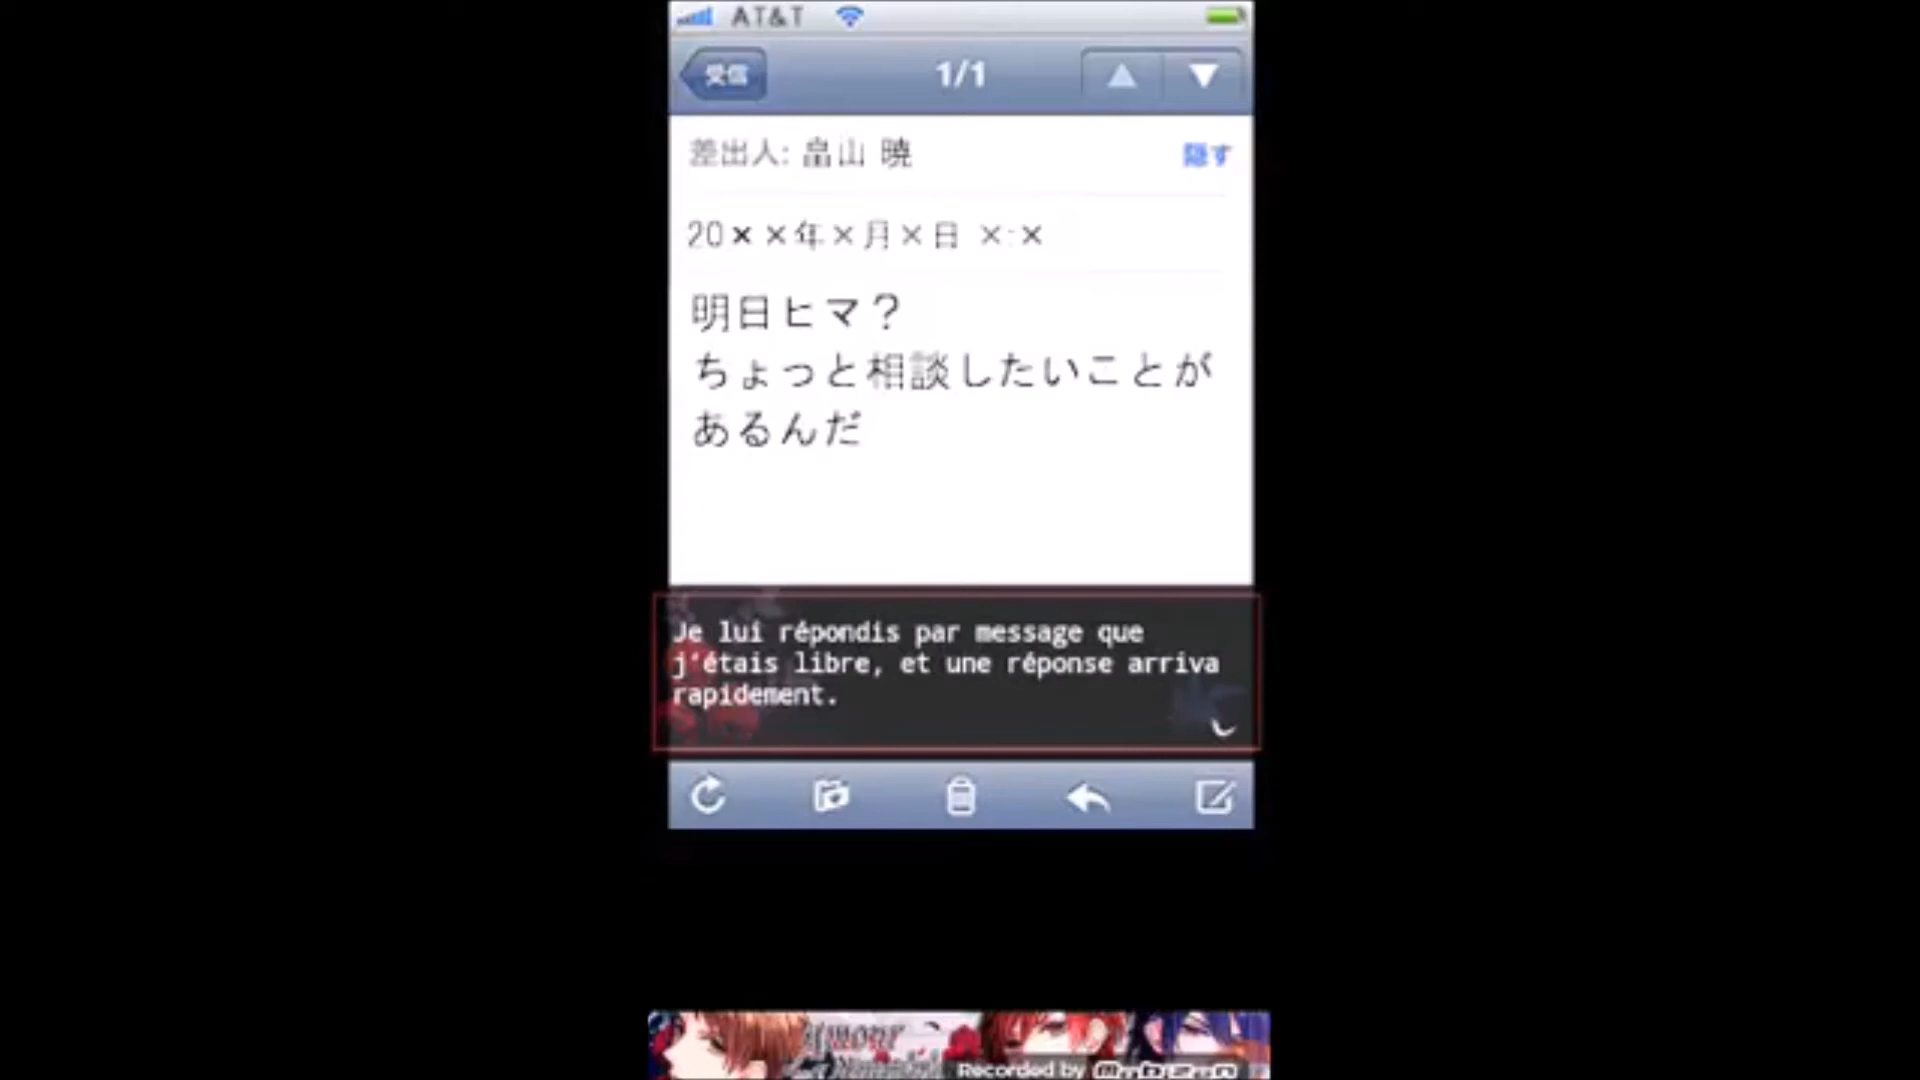 AT&T
受信
1/1
差出人: 畠山 暁
隠す
20××年×月×日 ×:×
明日ヒマ?
ちょっと相談したいことが
あるんだ
Je lui répondis par message que
j'étais libre, et une réponse arriva
rapidement.
Recorded by